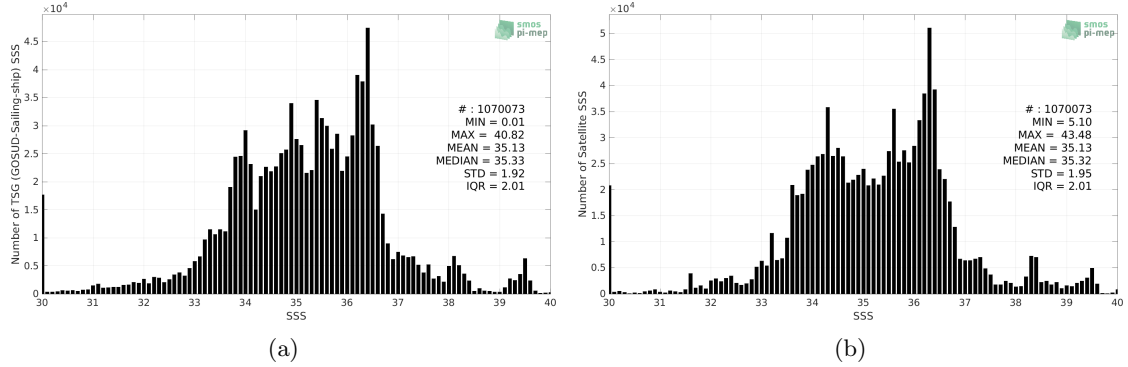 ×10⁴
smos
pi-mep
4.5
4
3.5
3
2.5
2
1.5
1
0.5
0
Number of TSG (GOSUD-Sailing-ship) SSS
# : 1070073
MIN = 0.01
MAX = 40.82
MEAN = 35.13
MEDIAN = 35.33
STD = 1.92
IQR = 2.01
30 31 32 33 34 35 36 37 38 39 40
SSS
(a)
×10⁴
smos
pi-mep
5
4.5
4
3.5
3
2.5
2
1.5
1
0.5
0
Number of Satellite SSS
# : 1070073
MIN = 5.10
MAX = 43.48
MEAN = 35.13
MEDIAN = 35.32
STD = 1.95
IQR = 2.01
30 31 32 33 34 35 36 37 38 39 40
SSS
(b)